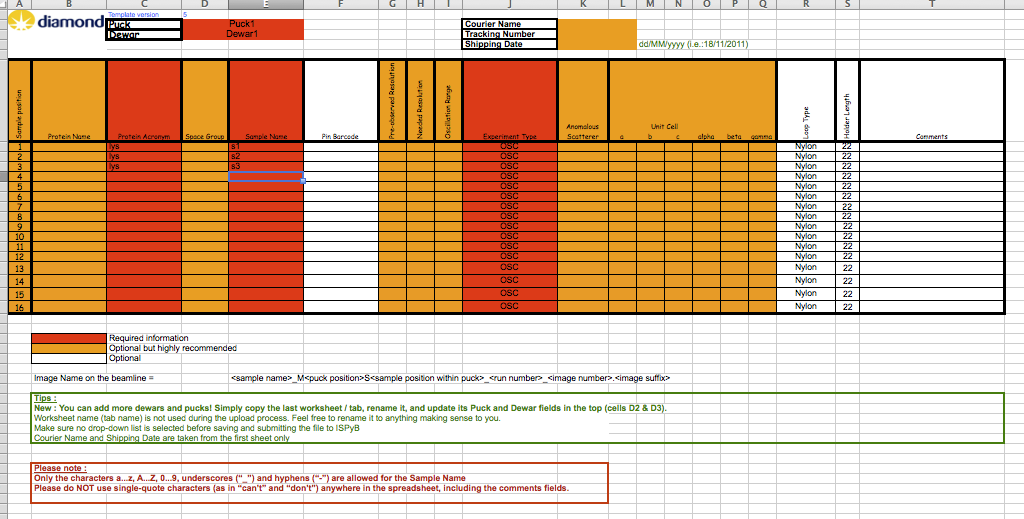 A B C D E F G H I J K L M N O P Q R S T
diamond
Template version 5
Puck Puck1
Dewar Dewar1
Courier Name
Tracking Number
Shipping Date dd/MM/yyyy (i.e.:18/11/2011)
Sample position Protein Name Protein Acronym Space Group Sample Name Pin Barcode Pre-observed Resolution Needed Resolution Oscillation Range Experiment Type Anomalous Scatterer Unit Cell a b c alpha beta gamma Loop Type Holder Length Comments
1 lys s1 OSC Nylon 22
2 lys s2 OSC Nylon 22
3 lys s3 OSC Nylon 22
4 OSC Nylon 22
5 OSC Nylon 22
6 OSC Nylon 22
7 OSC Nylon 22
8 OSC Nylon 22
9 OSC Nylon 22
10 OSC Nylon 22
11 OSC Nylon 22
12 OSC Nylon 22
13 OSC Nylon 22
14 OSC Nylon 22
15 OSC Nylon 22
16 OSC Nylon 22
Required information
Optional but highly recommended
Optional
Image Name on the beamline = <sample name>_M<puck position>S<sample position within puck>_<run number>_<image number>.<image suffix>
Tips :
New : You can add more dewars and pucks! Simply copy the last worksheet / tab, rename it, and update its Puck and Dewar fields in the top (cells D2 & D3).
Worksheet name (tab name) is not used during the upload process. Feel free to rename it to anything making sense to you.
Make sure no drop-down list is selected before saving and submitting the file to ISPyB
Courier Name and Shipping Date are taken from the first sheet only
Please note :
Only the characters a...z, A...Z, 0...9, underscores ("_") and hyphens ("-") are allowed for the Sample Name
Please do NOT use single-quote characters (as in "can't" and "don't") anywhere in the spreadsheet, including the comments fields.